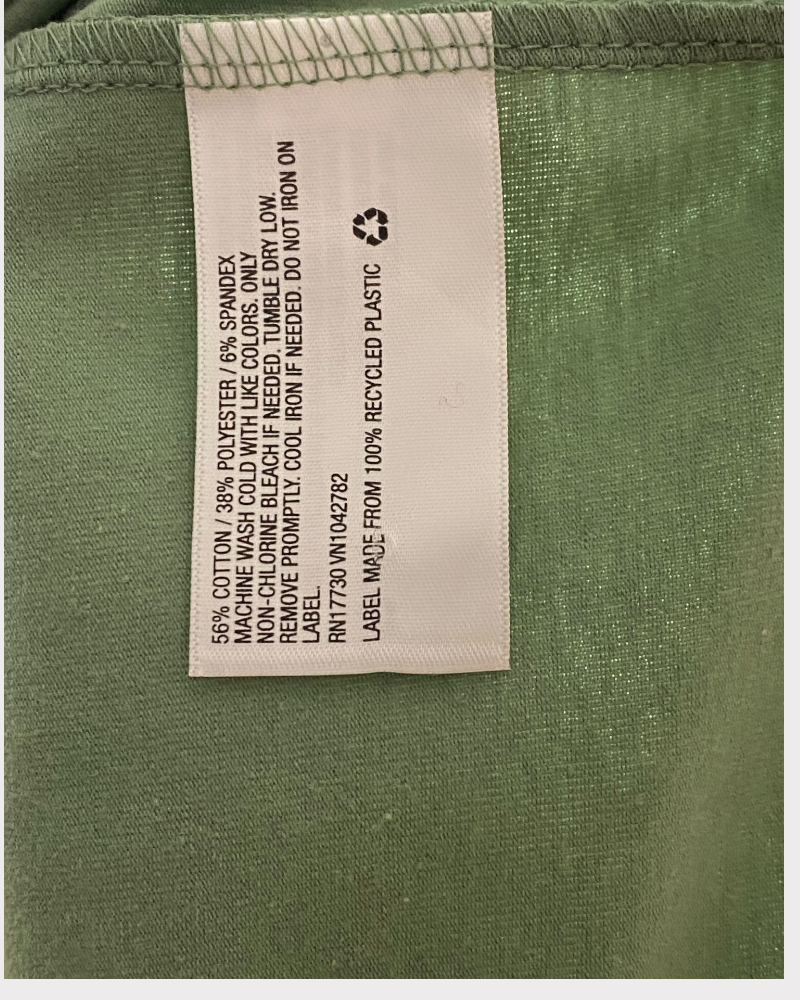 56% COTTON / 38% POLYESTER / 6% SPANDEX
MACHINE WASH COLD WITH LIKE COLORS. ONLY
NON-CHLORINE BLEACH IF NEEDED. TUMBLE DRY LOW.
REMOVE PROMPTLY. COOL IRON IF NEEDED. DO NOT IRON ON
LABEL.
RN17730 VN1042782
LABEL MADE FROM 100% RECYCLED PLASTIC